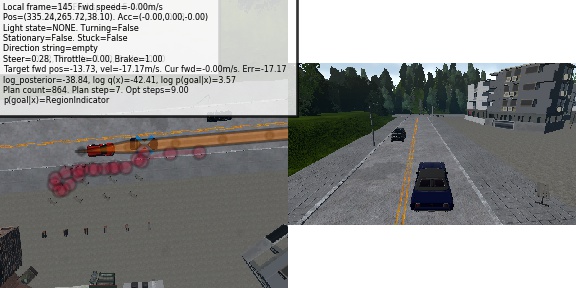 Local frame=145: Fwd speed=-0.00m/s
Pos=(335.24,265.72,38.10). Acc=(-0.00,0.00;-0.00)
Light state=NONE. Turning=False
Stationary=False. Stuck=False
Direction string=empty
Steer=0.28, Throttle=0.00, Brake=1.00
Target fwd pos=-13.73, vel=-17.17m/s. Cur fwd=-0.00m/s. Err=-17.17
log_posterior=-38.84, log q(x)=-42.41, log p(goal|x)=3.57
Plan count=864. Plan step=7. Opt steps=9.00
p(goal|x)=RegionIndicator